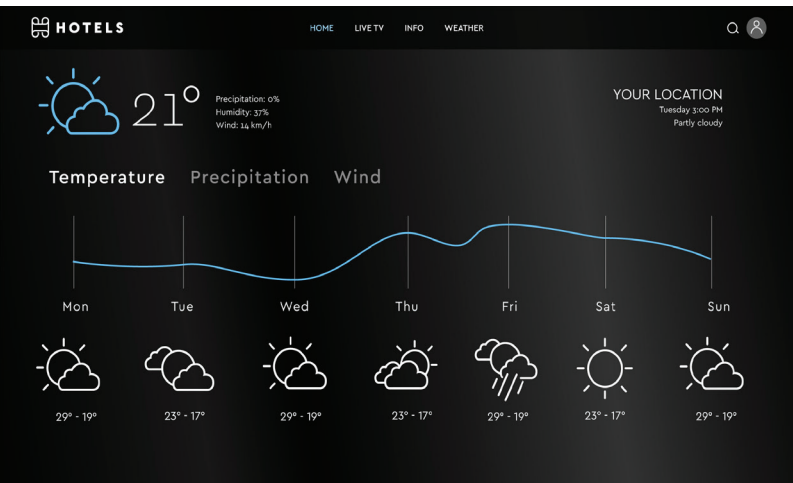 HOTELS
HOME LIVE TV INFO WEATHER
21°
Precipitation: 0%
Humidity: 37%
Wind: 14 km/h
YOUR LOCATION
Tuesday 3:00 PM
Partly cloudy
Temperature Precipitation Wind
Mon Tue Wed Thu Fri Sat Sun
29° - 19° 23° - 17° 29° - 19° 23° - 17° 29° - 19° 23° - 17° 29° - 19°